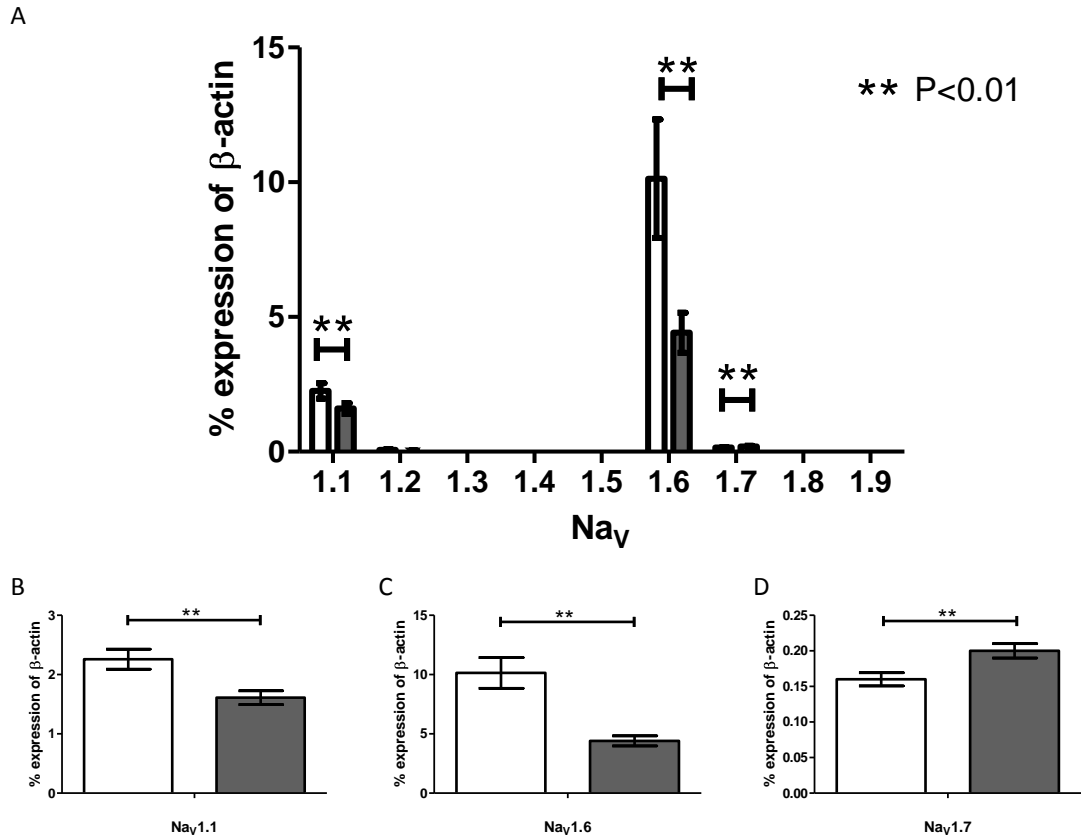 A
% expression of β-actin
15
10
5
0
**
**
**
** P<0.01
1.1 1.2 1.3 1.4 1.5 1.6 1.7 1.8 1.9
NaV
B
% expression of β-actin
3
2
1
0
**
NaV1.1
C
% expression of β-actin
15
10
5
0
**
NaV1.6
D
% expression of β-actin
0.25
0.20
0.15
0.10
0.05
0.00
**
NaV1.7